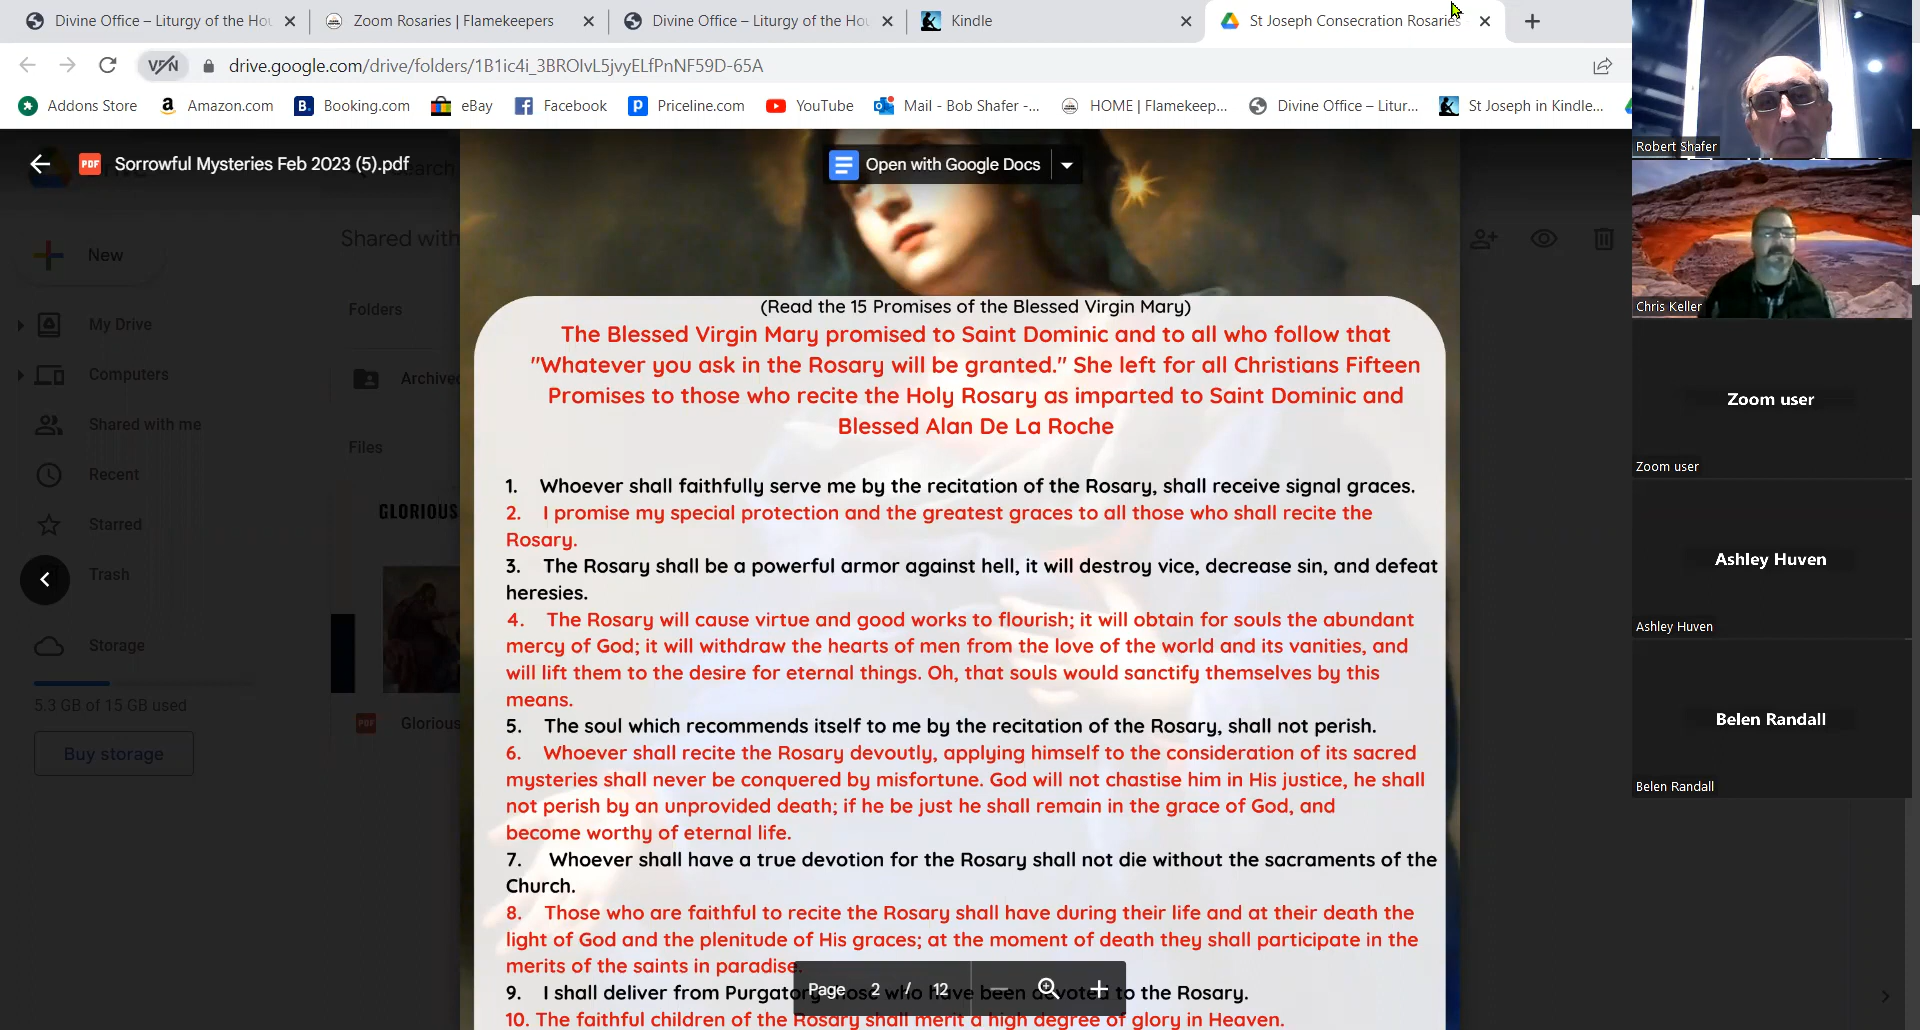 Divine Office – Liturgy of the Ho
Zoom Rosaries | Flamekeepers
Divine Office – Liturgy of the Ho
Kindle
St Joseph Consecration Rosaries
VPN
drive.google.com/drive/folders/1B1ic4i_3BROIvL5jvyELfPnNF59D-65A
Addons Store
Amazon.com
Booking.com
eBay
Facebook
Priceline.com
YouTube
Mail - Bob Shafer -...
HOME | Flamekeep...
Divine Office – Litur...
St Joseph in Kindle...
PDF
Sorrowful Mysteries Feb 2023 (5).pdf
Open with Google Docs
New
Shared with
My Drive
Folders
Computers
Archive
Shared with me
Files
Recent
GLORIOUS
Starred
Trash
Storage
5.3 GB of 15 GB used
PDF
Glorious
Buy storage
(Read the 15 Promises of the Blessed Virgin Mary)
The Blessed Virgin Mary promised to Saint Dominic and to all who follow that
"Whatever you ask in the Rosary will be granted." She left for all Christians Fifteen
Promises to those who recite the Holy Rosary as imparted to Saint Dominic and
Blessed Alan De La Roche
1. Whoever shall faithfully serve me by the recitation of the Rosary, shall receive signal graces.
2. I promise my special protection and the greatest graces to all those who shall recite the
Rosary.
3. The Rosary shall be a powerful armor against hell, it will destroy vice, decrease sin, and defeat
heresies.
4. The Rosary will cause virtue and good works to flourish; it will obtain for souls the abundant
mercy of God; it will withdraw the hearts of men from the love of the world and its vanities, and
will lift them to the desire for eternal things. Oh, that souls would sanctify themselves by this
means.
5. The soul which recommends itself to me by the recitation of the Rosary, shall not perish.
6. Whoever shall recite the Rosary devoutly, applying himself to the consideration of its sacred
mysteries shall never be conquered by misfortune. God will not chastise him in His justice, he shall
not perish by an unprovided death; if he be just he shall remain in the grace of God, and
become worthy of eternal life.
7. Whoever shall have a true devotion for the Rosary shall not die without the sacraments of the
Church.
8. Those who are faithful to recite the Rosary shall have during their life and at their death the
light of God and the plenitude of His graces; at the moment of death they shall participate in the
merits of the saints in paradise.
9. I shall deliver from Purgatory those who have been devoted to the Rosary.
10. The faithful children of the Rosary shall merit a high degree of glory in Heaven.
Page 2 / 12
Robert Shafer
Chris Keller
Zoom user
Zoom user
Ashley Huven
Ashley Huven
Belen Randall
Belen Randall